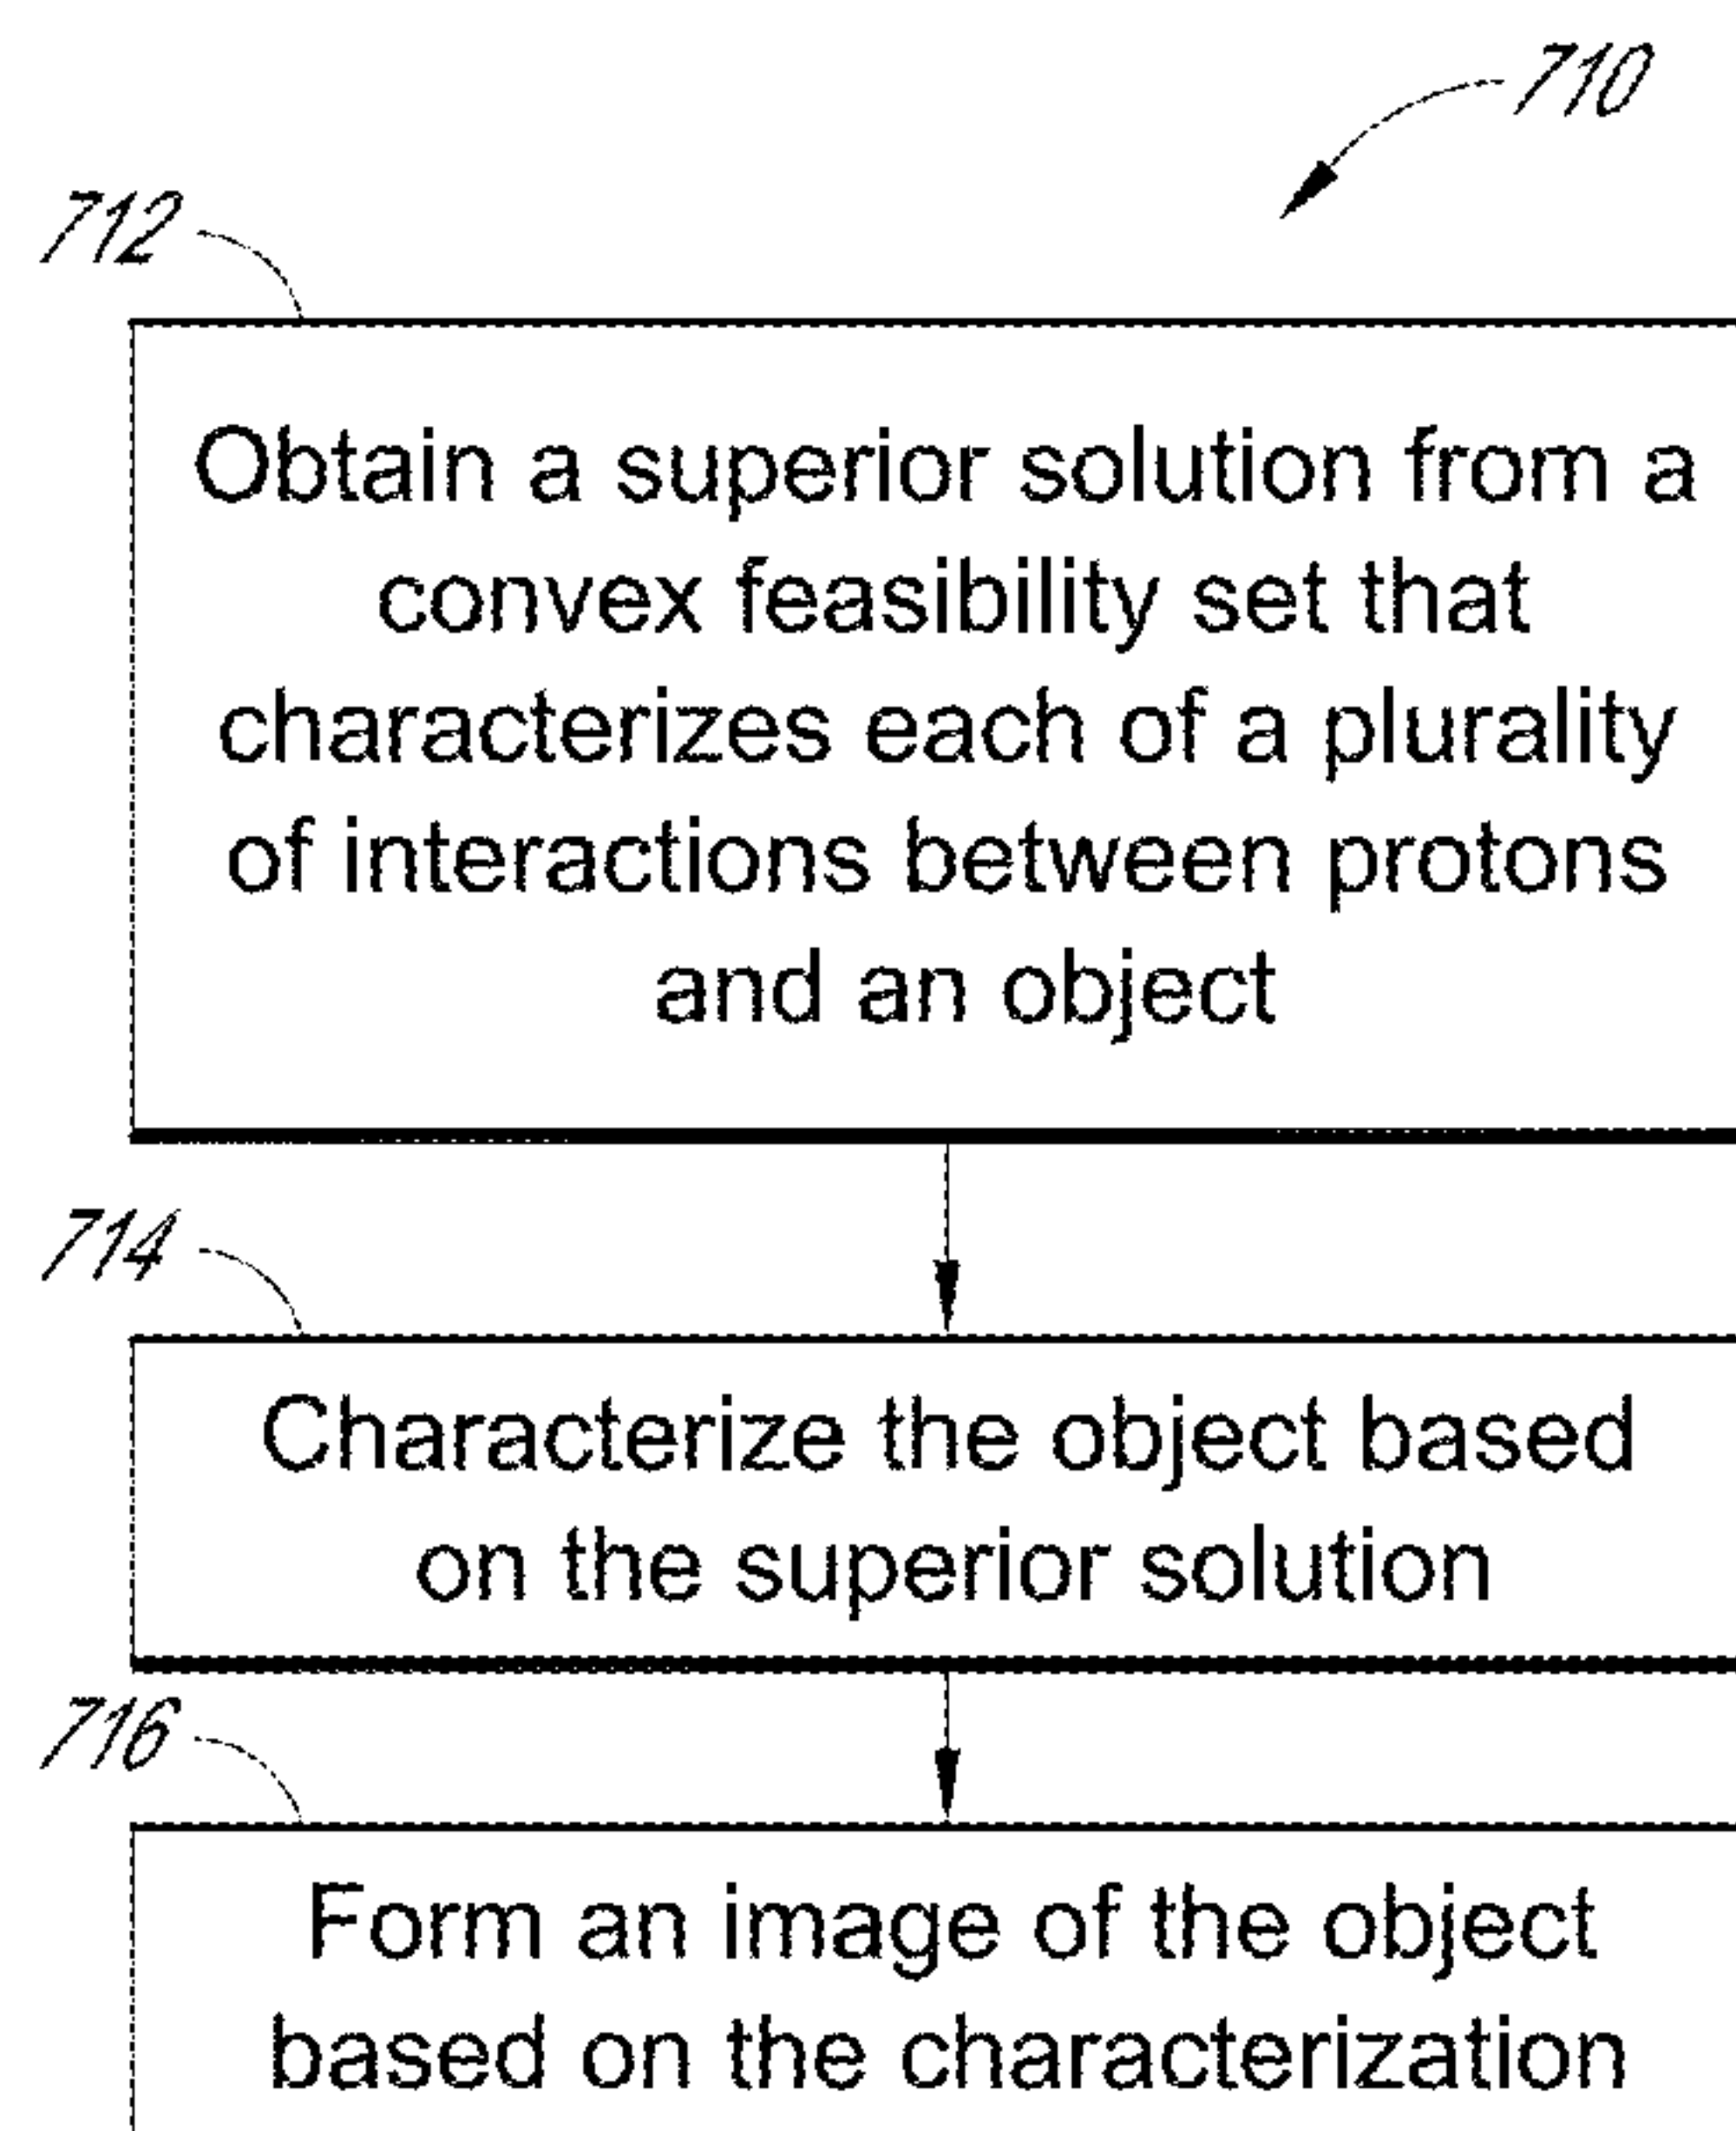 710
712
Obtain a superior solution from a
convex feasibility set that
characterizes each of a plurality
of interactions between protons
and an object
714
Characterize the object based
on the superior solution
716
Form an image of the object
based on the characterization